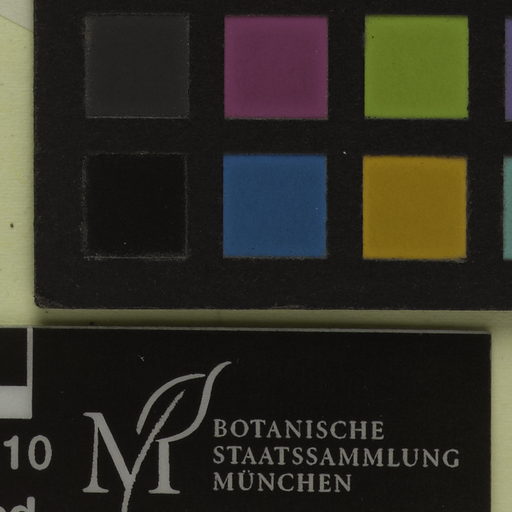 BOTANISCHE
STAATSSAMMLUNG
MÜNCHEN
10